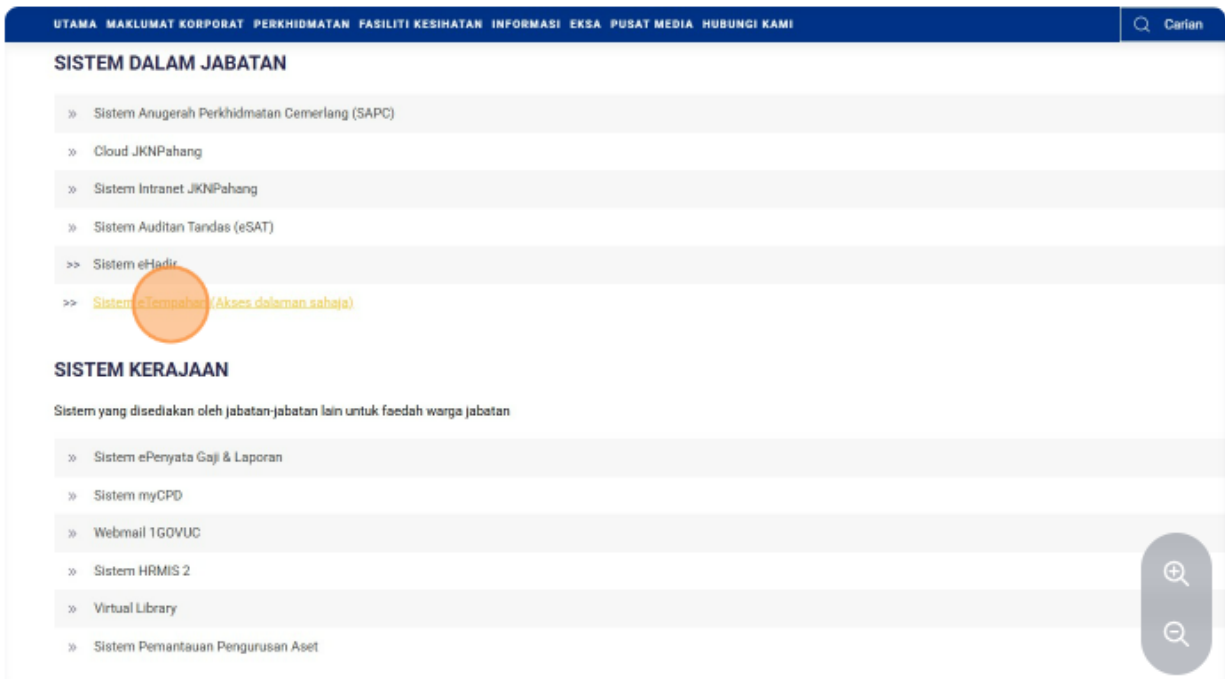 UTAMA MAKLUMAT KORPORAT PERKHIDMATAN FASILITI KESIHATAN INFORMASI EKSA PUSAT MEDIA HUBUNGI KAMI Carian
SISTEM DALAM JABATAN
» Sistem Anugerah Perkhidmatan Cemerlang (SAPC)
» Cloud JKNPahang
» Sistem Intranet JKNPahang
» Sistem Auditan Tandas (eSAT)
>> Sistem eHadir
>> Sistem eTempahan (Akses dalaman sahaja)
SISTEM KERAJAAN
Sistem yang disediakan oleh jabatan-jabatan lain untuk faedah warga jabatan
» Sistem ePenyata Gaji & Laporan
» Sistem myCPD
» Webmail 1GOVUC
» Sistem HRMIS 2
» Virtual Library
» Sistem Pemantauan Pengurusan Aset